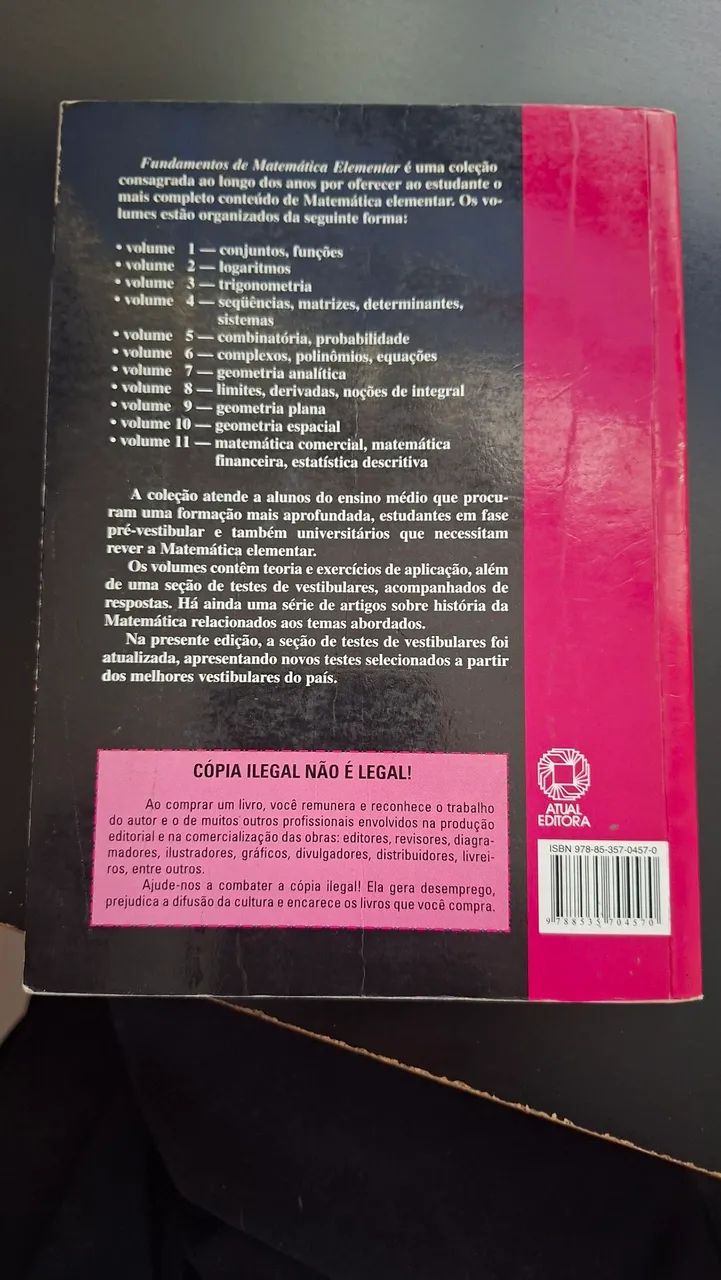 Fundamentos de Matemática Elementar é uma coleção
consagrada ao longo dos anos por oferecer ao estudante o
mais completo conteúdo de Matemática elementar. Os vo-
lumes estão organizados da seguinte forma:
• volume 1 — conjuntos, funções
• volume 2 — logaritmos
• volume 3 — trigonometria
• volume 4 — seqüências, matrizes, determinantes,
sistemas
• volume 5 — combinatória, probabilidade
• volume 6 — complexos, polinômios, equações
• volume 7 — geometria analítica
• volume 8 — limites, derivadas, noções de integral
• volume 9 — geometria plana
• volume 10 — geometria espacial
• volume 11 — matemática comercial, matemática
financeira, estatística descritiva
A coleção atende a alunos do ensino médio que procu-
ram uma formação mais aprofundada, estudantes em fase
pré-vestibular e também universitários que necessitam
rever a Matemática elementar.
Os volumes contêm teoria e exercícios de aplicação, além
de uma seção de testes de vestibulares, acompanhados de
respostas. Há ainda uma série de artigos sobre história da
Matemática relacionados aos temas abordados.
Na presente edição, a seção de testes de vestibulares foi
atualizada, apresentando novos testes selecionados a partir
dos melhores vestibulares do país.
CÓPIA ILEGAL NÃO É LEGAL!
Ao comprar um livro, você remunera e reconhece o trabalho
do autor e o de muitos outros profissionais envolvidos na produção
editorial e na comercialização das obras: editores, revisores, diagra-
madores, ilustradores, gráficos, divulgadores, distribuidores, livrei-
ros, entre outros.
Ajude-nos a combater a cópia ilegal! Ela gera desemprego,
prejudica a difusão da cultura e encarece os livros que você compra.
ATUAL
EDITORA
ISBN 978-85-357-0457-0
9 788535 704570